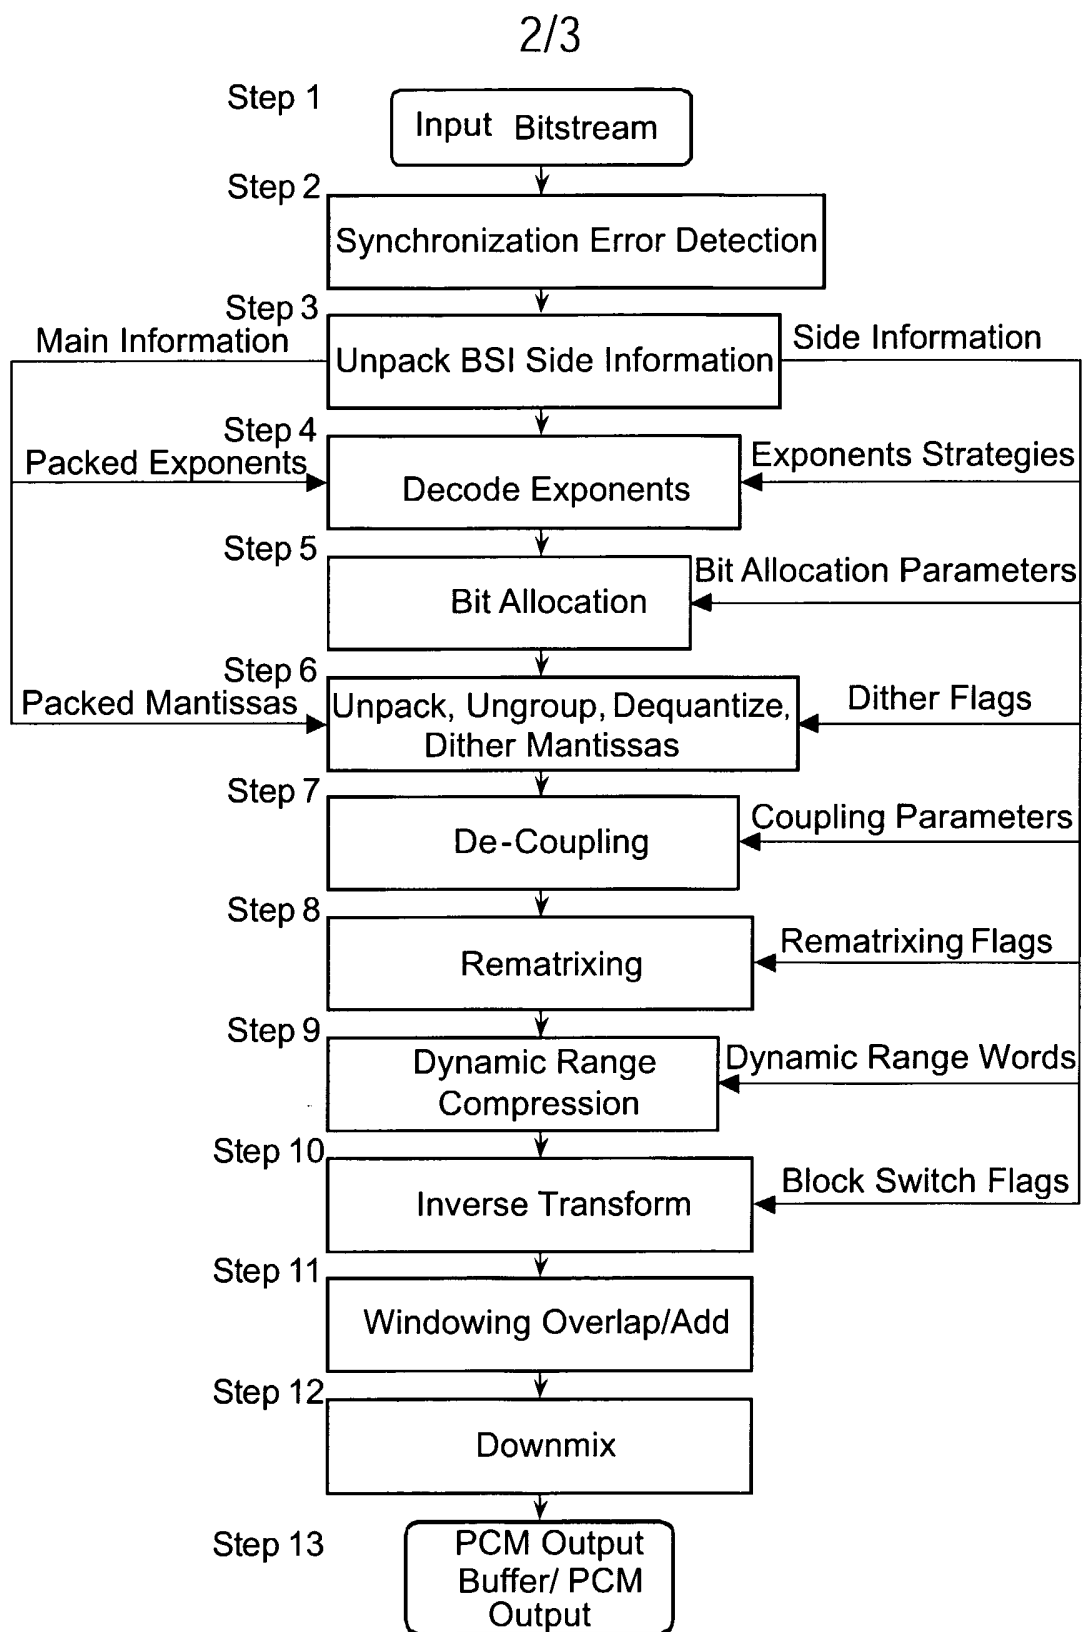 2/3
Step 1
Input Bitstream
Step 2
Synchronization Error Detection
Step 3
Main Information
Unpack BSI Side Information
Side Information
Step 4
Packed Exponents
Decode Exponents
Exponents Strategies
Step 5
Bit Allocation
Bit Allocation Parameters
Step 6
Packed Mantissas
Unpack, Ungroup, Dequantize,
Dither Mantissas
Dither Flags
Step 7
De-Coupling
Coupling Parameters
Step 8
Rematrixing
Rematrixing Flags
Step 9
Dynamic Range
Compression
Dynamic Range Words
Step 10
Inverse Transform
Block Switch Flags
Step 11
Windowing Overlap/Add
Step 12
Downmix
Step 13
PCM Output
Buffer/ PCM
Output